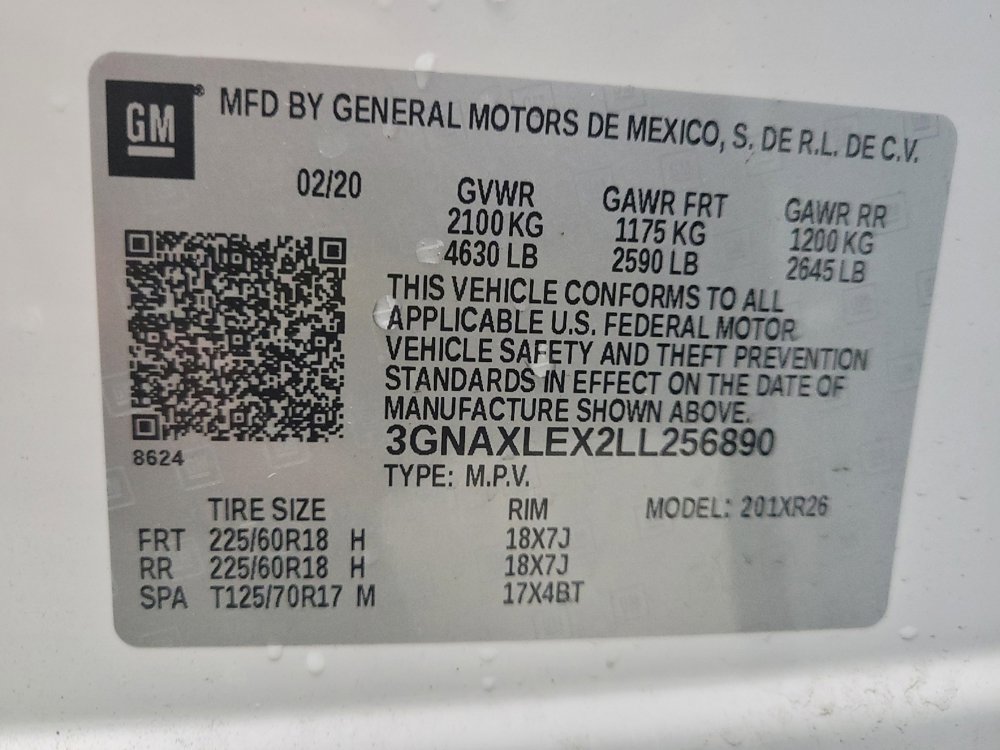 GM® MFD BY GENERAL MOTORS DE MEXICO, S. DE R.L. DE C.V.
02/20 GVWR GAWR FRT GAWR RR
2100 KG 1175 KG 1200 KG
4630 LB 2590 LB 2645 LB
THIS VEHICLE CONFORMS TO ALL
APPLICABLE U.S. FEDERAL MOTOR
VEHICLE SAFETY AND THEFT PREVENTION
STANDARDS IN EFFECT ON THE DATE OF
MANUFACTURE SHOWN ABOVE.
3GNAXLEX2LL256890
8624
TYPE: M.P.V.
TIRE SIZE RIM MODEL: 201XR26
FRT 225/60R18 H 18X7J
RR 225/60R18 H 18X7J
SPA T125/70R17 M 17X4BT